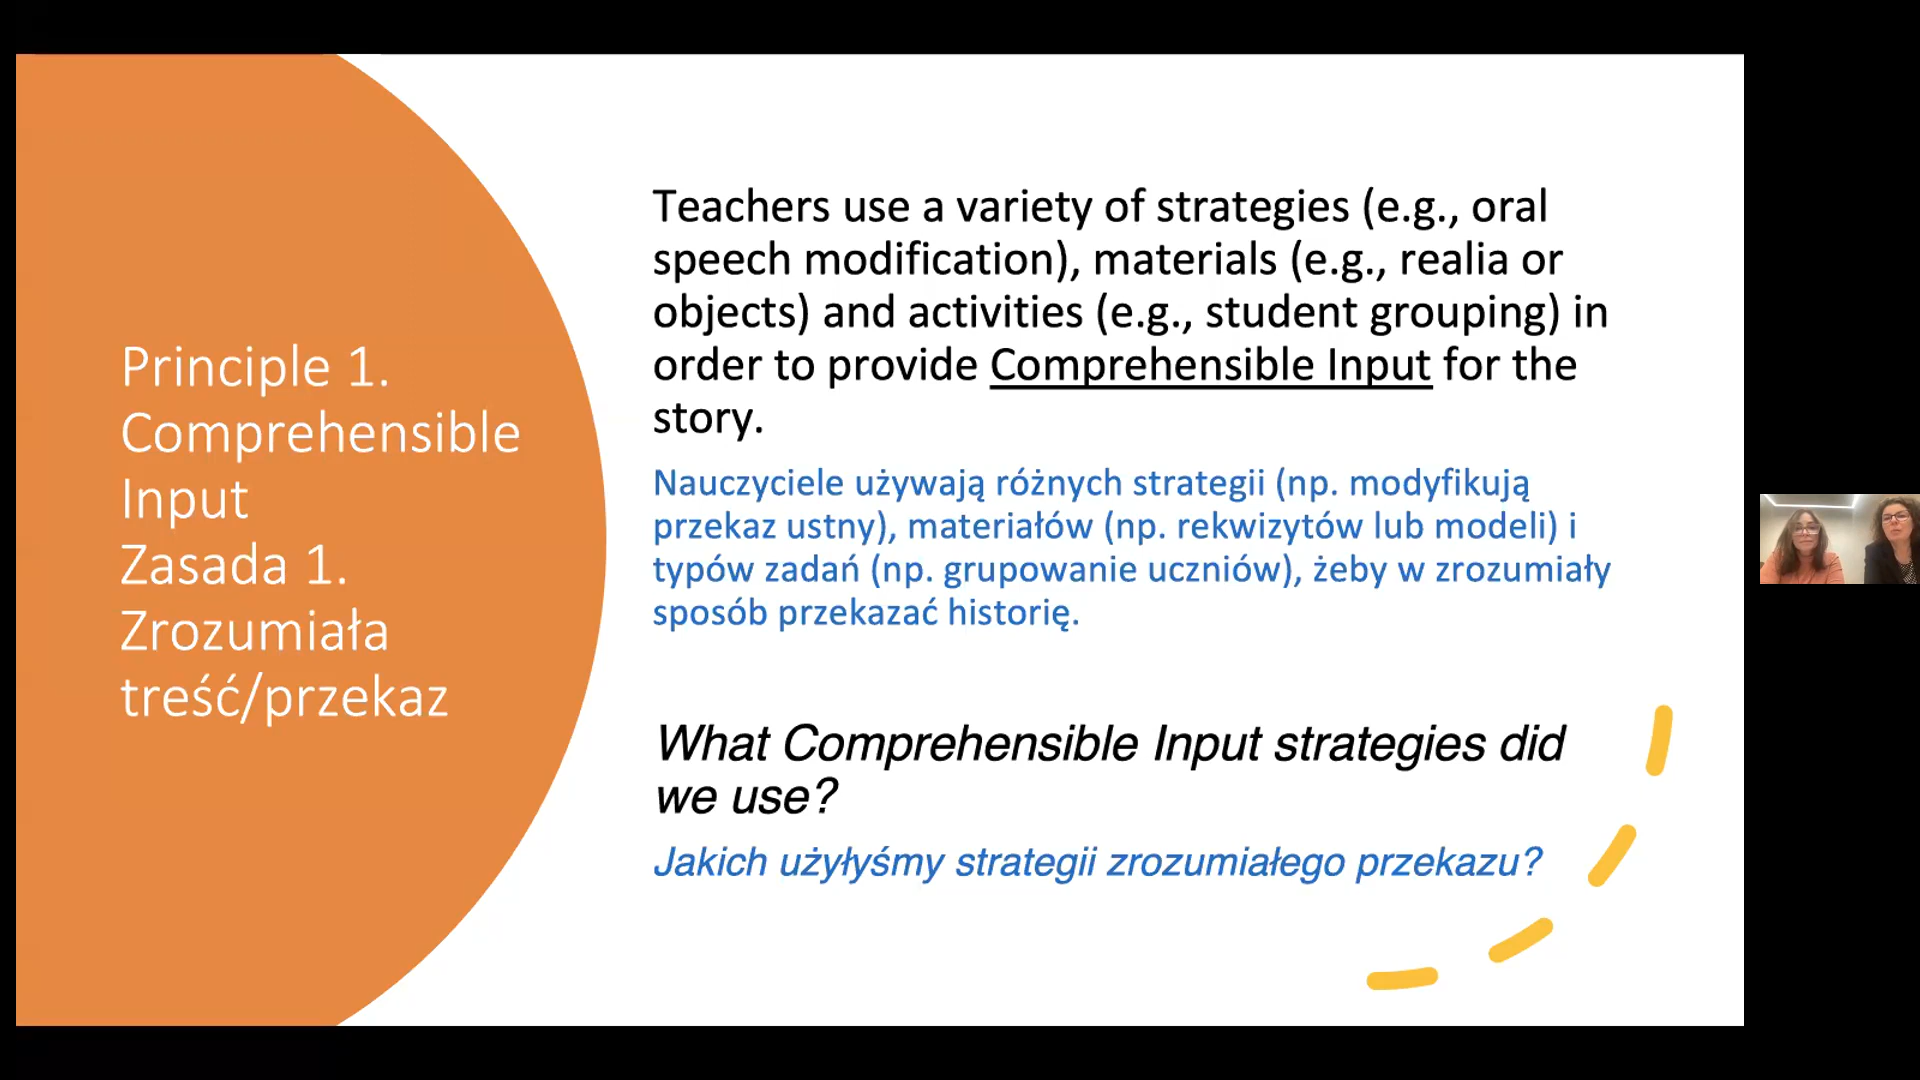 Principle 1.
Comprehensible
Input
Zasada 1.
Zrozumiała
treść/przekaz
Teachers use a variety of strategies (e.g., oral
speech modification), materials (e.g., realia or
objects) and activities (e.g., student grouping) in
order to provide Comprehensible Input for the
story.
Nauczyciele używają różnych strategii (np. modyfikują
przekaz ustny), materiałów (np. rekwizytów lub modeli) i
typów zadań (np. grupowanie uczniów), żeby w zrozumiały
sposób przekazać historię.
What Comprehensible Input strategies did
we use?
Jakich użyłyśmy strategii zrozumiałego przekazu?